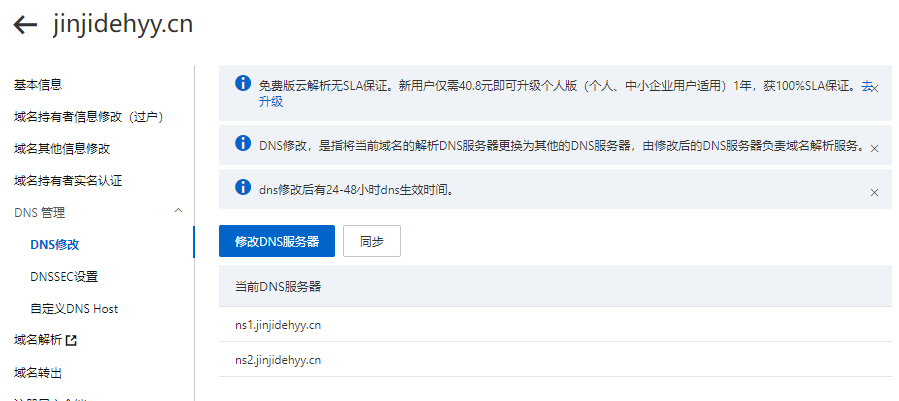 jinjidehyy.cn
基本信息
域名持有者信息修改（过户）
域名其他信息修改
域名持有者实名认证
DNS 管理
DNS修改
DNSSEC设置
自定义DNS Host
域名解析
域名转出
免费版云解析无SLA保证。新用户仅需40.8元即可升级个人版（个人、中小企业用户适用）1年，获100%SLA保证。去
升级
DNS修改，是指将当前域名的解析DNS服务器更换为其他的DNS服务器，由修改后的DNS服务器负责域名解析服务。
dns修改后有24-48小时dns生效时间。
修改DNS服务器
同步
当前DNS服务器
ns1.jinjidehyy.cn
ns2.jinjidehyy.cn